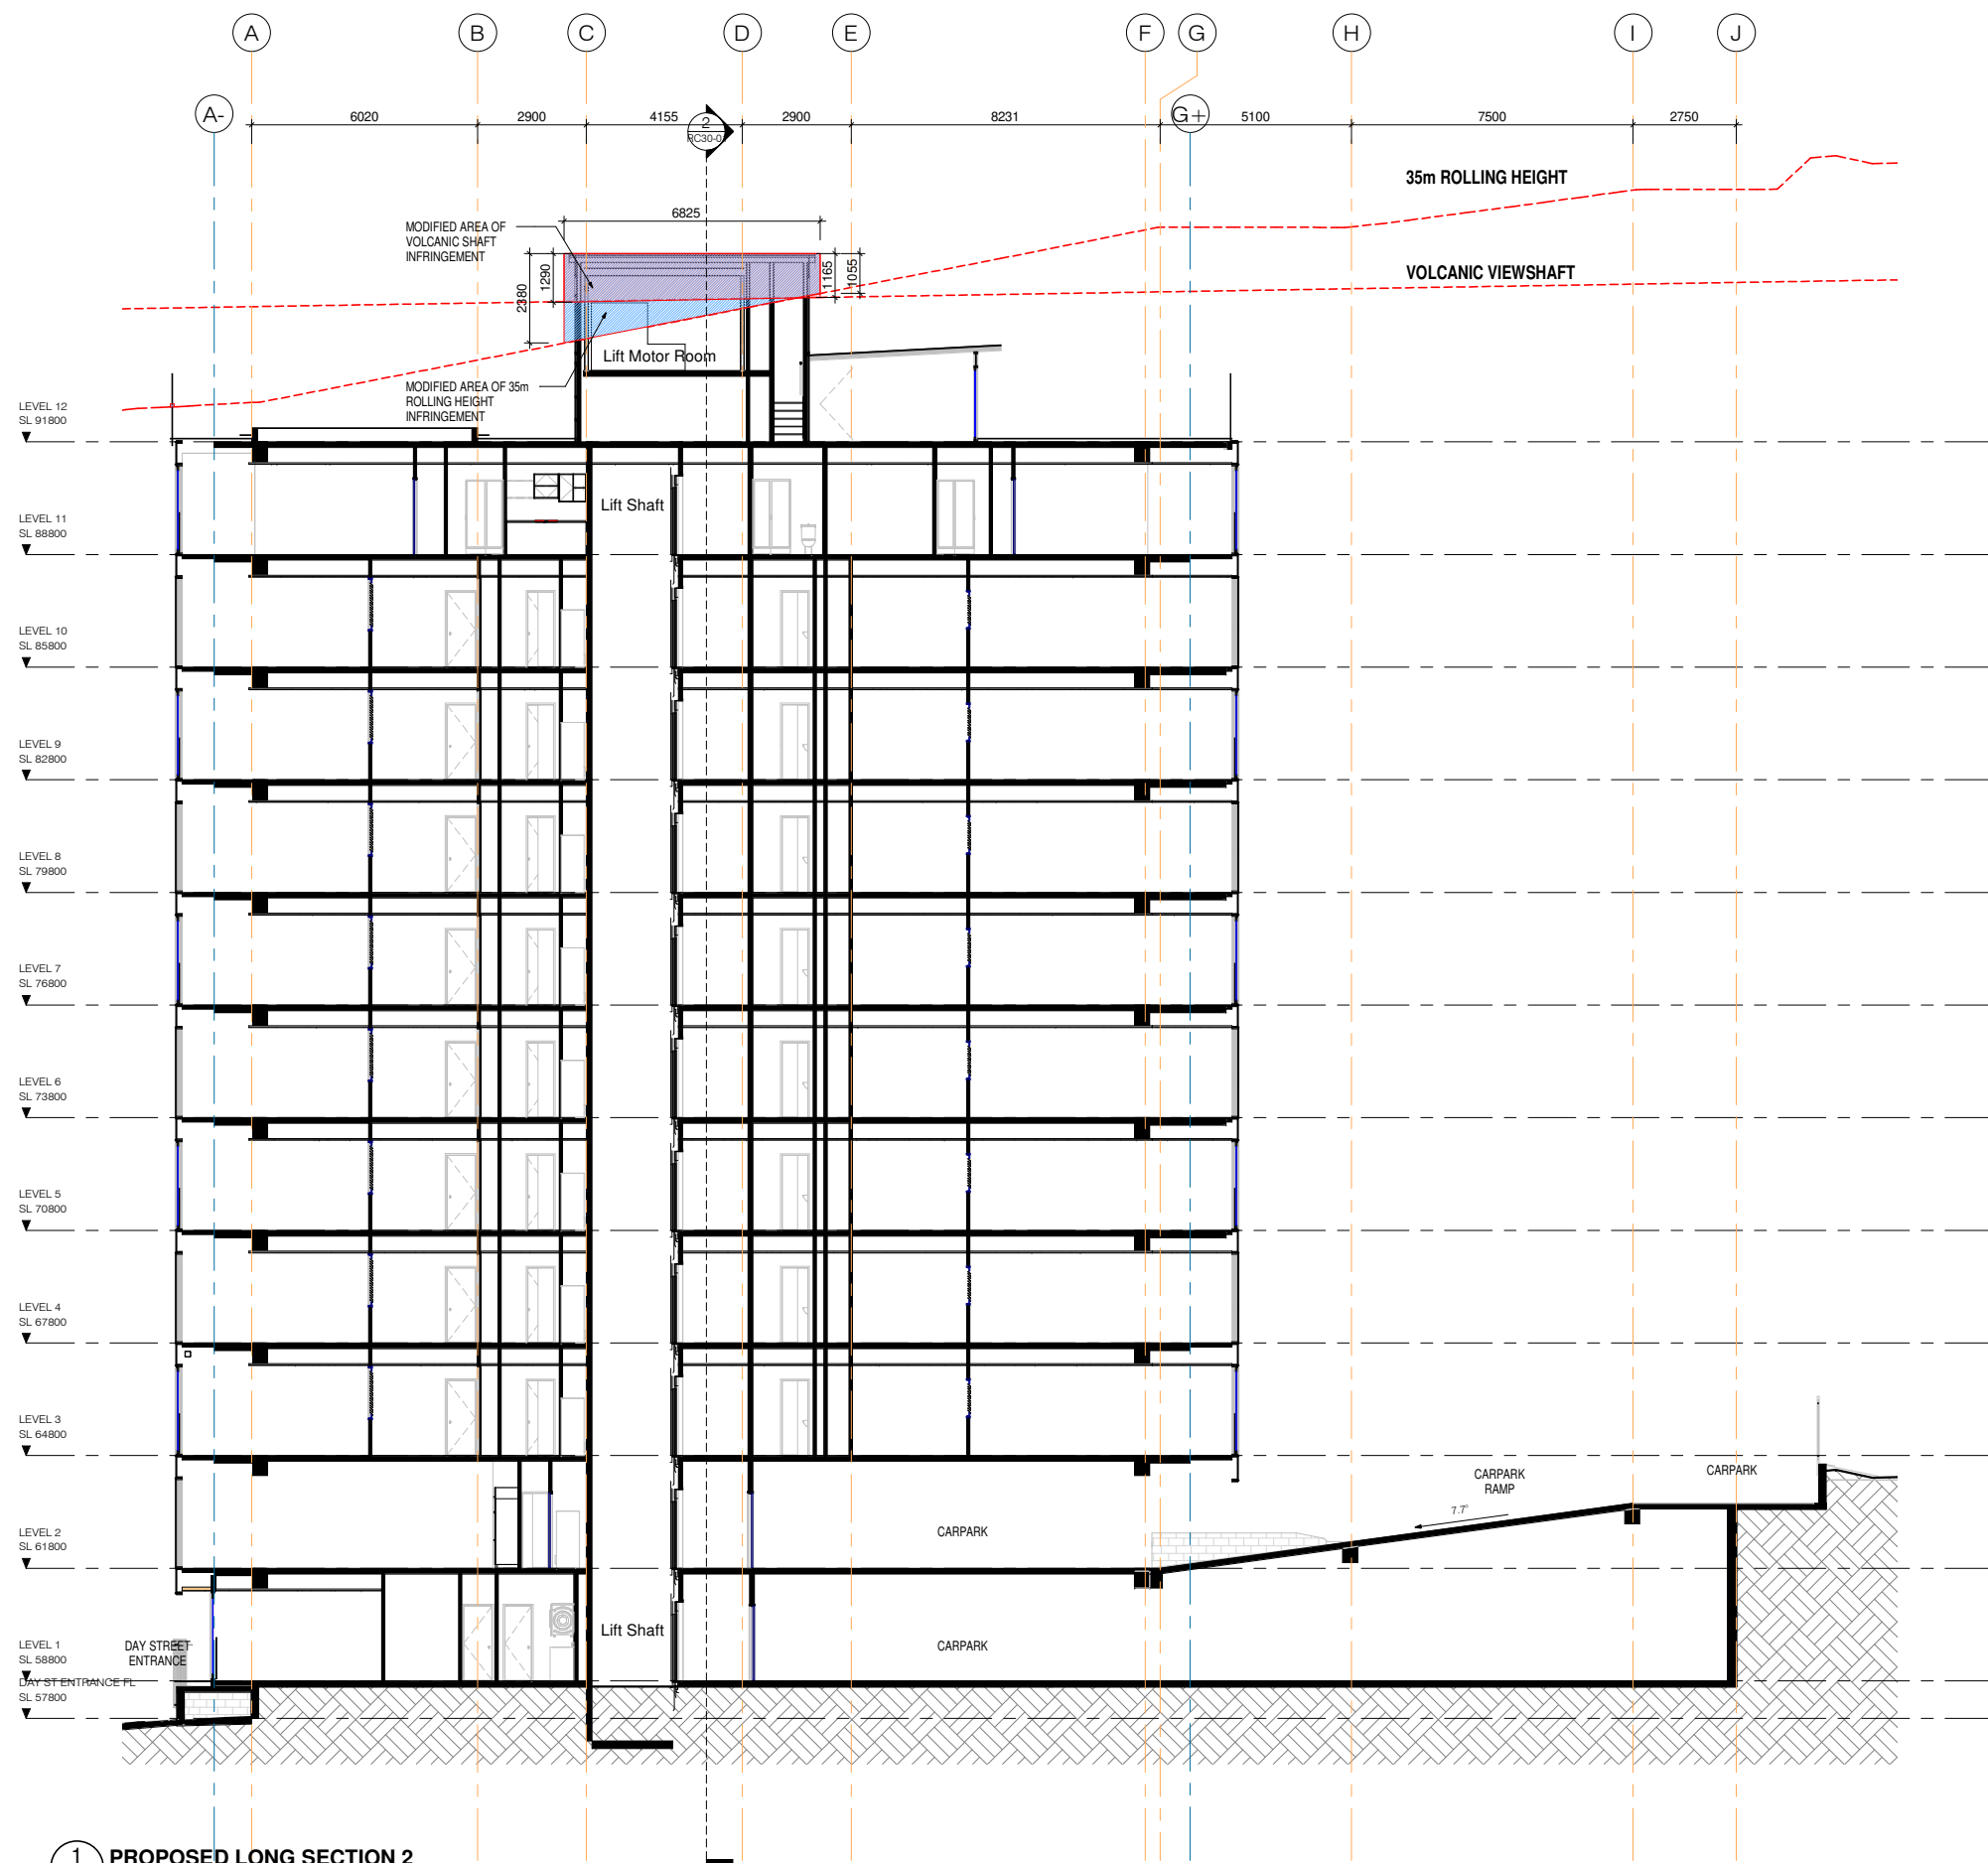 A
B
C
D
E
F
G
H
I
J
A-
G+
6020
2900
4155
2900
8231
5100
7500
2750
2
35m ROLLING HEIGHT
6825
MODIFIED AREA OF
VOLCANIC SHAFT
INFRINGEMENT
2380
1290
1165
1055
VOLCANIC VIEWSHAFT
Lift Motor Room
MODIFIED AREA OF 35m
ROLLING HEIGHT
INFRINGEMENT
LEVEL 12
SL 91800
Lift Shaft
LEVEL 11
SL 88800
LEVEL 10
SL 85800
LEVEL 9
SL 82800
LEVEL 8
SL 79800
LEVEL 7
SL 76800
LEVEL 6
SL 73800
LEVEL 5
SL 70800
LEVEL 4
SL 67800
LEVEL 3
SL 64800
CARPARK
RAMP
CARPARK
7.7°
LEVEL 2
SL 61800
CARPARK
Lift Shaft
LEVEL 1
SL 58800
DAY STREET
ENTRANCE
CARPARK
DAY ST ENTRANCE FL
SL 57800
1
PROPOSED LONG SECTION 2